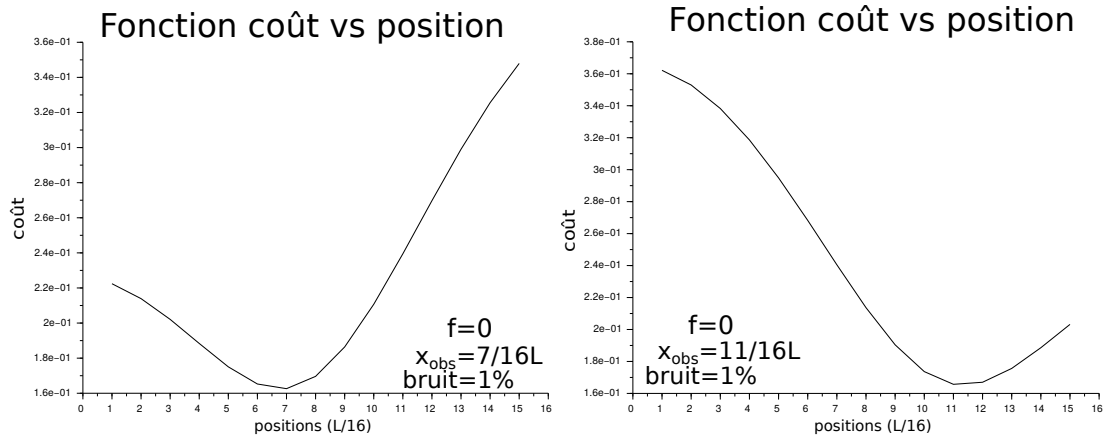 Fonction coût vs position
3.6e−01
3.4e−01
3.2e−01
3e−01
2.8e−01
2.6e−01
2.4e−01
2.2e−01
2e−01
1.8e−01
1.6e−01
coût
0 1 2 3 4 5 6 7 8 9 10 11 12 13 14 15 16
positions (L/16)
f=0
xobs=7/16L
bruit=1%
Fonction coût vs position
3.8e−01
3.6e−01
3.4e−01
3.2e−01
3e−01
2.8e−01
2.6e−01
2.4e−01
2.2e−01
2e−01
1.8e−01
1.6e−01
coût
0 1 2 3 4 5 6 7 8 9 10 11 12 13 14 15 16
positions (L/16)
f=0
xobs=11/16L
bruit=1%